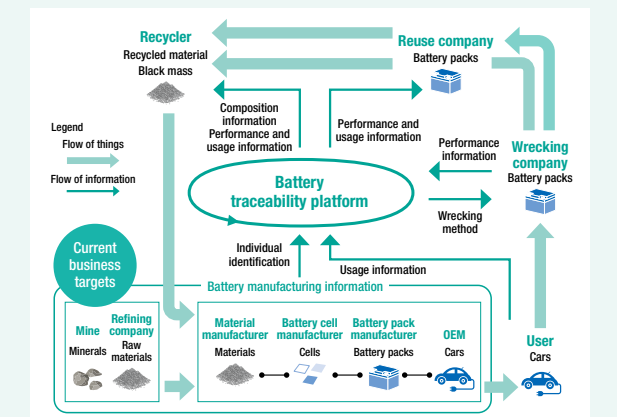 Recycler
Recycled material
Black mass
Reuse company
Battery packs
Composition
information
Performance and
usage information
Performance and
usage information
Legend
Flow of things
Flow of information
Performance
information
Wrecking
company
Battery packs
Battery
traceability platform
Wrecking
method
Current
business
targets
Individual
identification
Usage information
Battery manufacturing information
Mine
Minerals
Refining
company
Raw
materials
Material
manufacturer
Materials
Battery cell
manufacturer
Cells
Battery pack
manufacturer
Battery packs
OEM
Cars
User
Cars